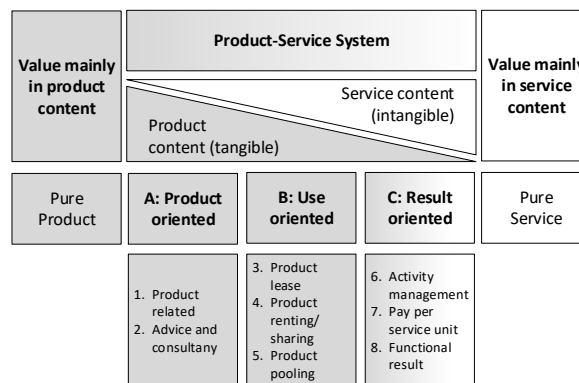 Value mainly
in product
content
Product-Service System
Service content
(intangible)
Product
content (tangible)
Value mainly
in service
content
Pure
Product
A: Product
oriented
B: Use
oriented
C: Result
oriented
Pure
Service
1. Product
related
2. Advice and
consultany
3. Product
lease
4. Product
renting/
sharing
5. Product
pooling
6. Activity
management
7. Pay per
service unit
8. Functional
result